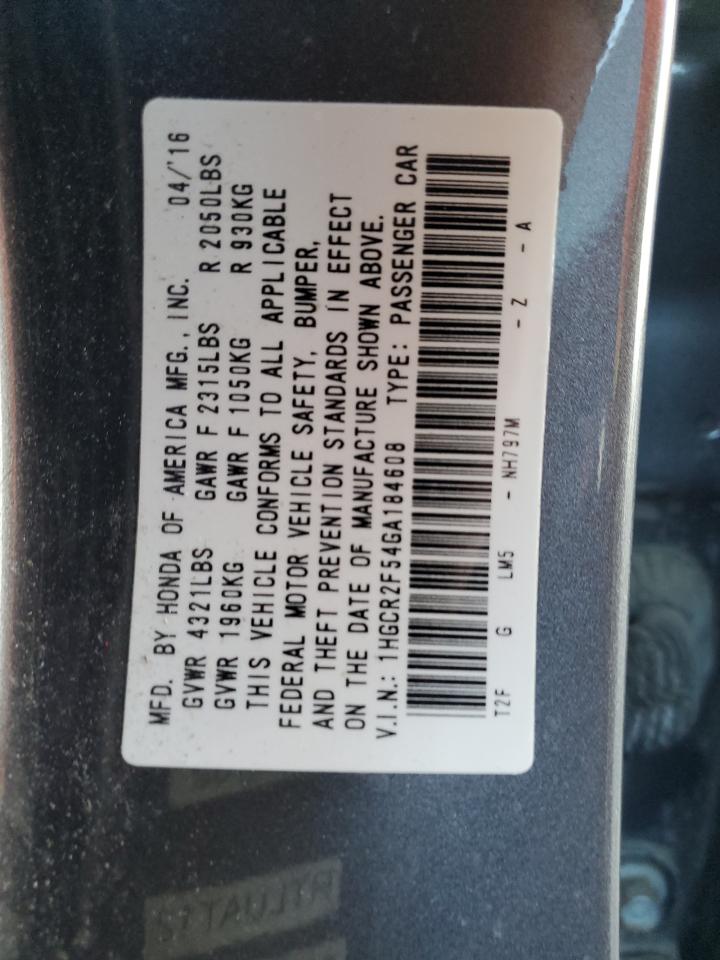 MFD. BY HONDA OF AMERICA MFG., INC. 04/'16
GVWR 4321LBS GAWR F 2315LBS R 2050LBS
GVWR 1960KG GAWR F 1050KG R 930KG
THIS VEHICLE CONFORMS TO ALL APPLICABLE
FEDERAL MOTOR VEHICLE SAFETY, BUMPER,
AND THEFT PREVENTION STANDARDS IN EFFECT
ON THE DATE OF MANUFACTURE SHOWN ABOVE.
V.I.N.: 1HGCR2F54GA184608 TYPE: PASSENGER CAR
T2F G LM5 - NH797M - Z - A